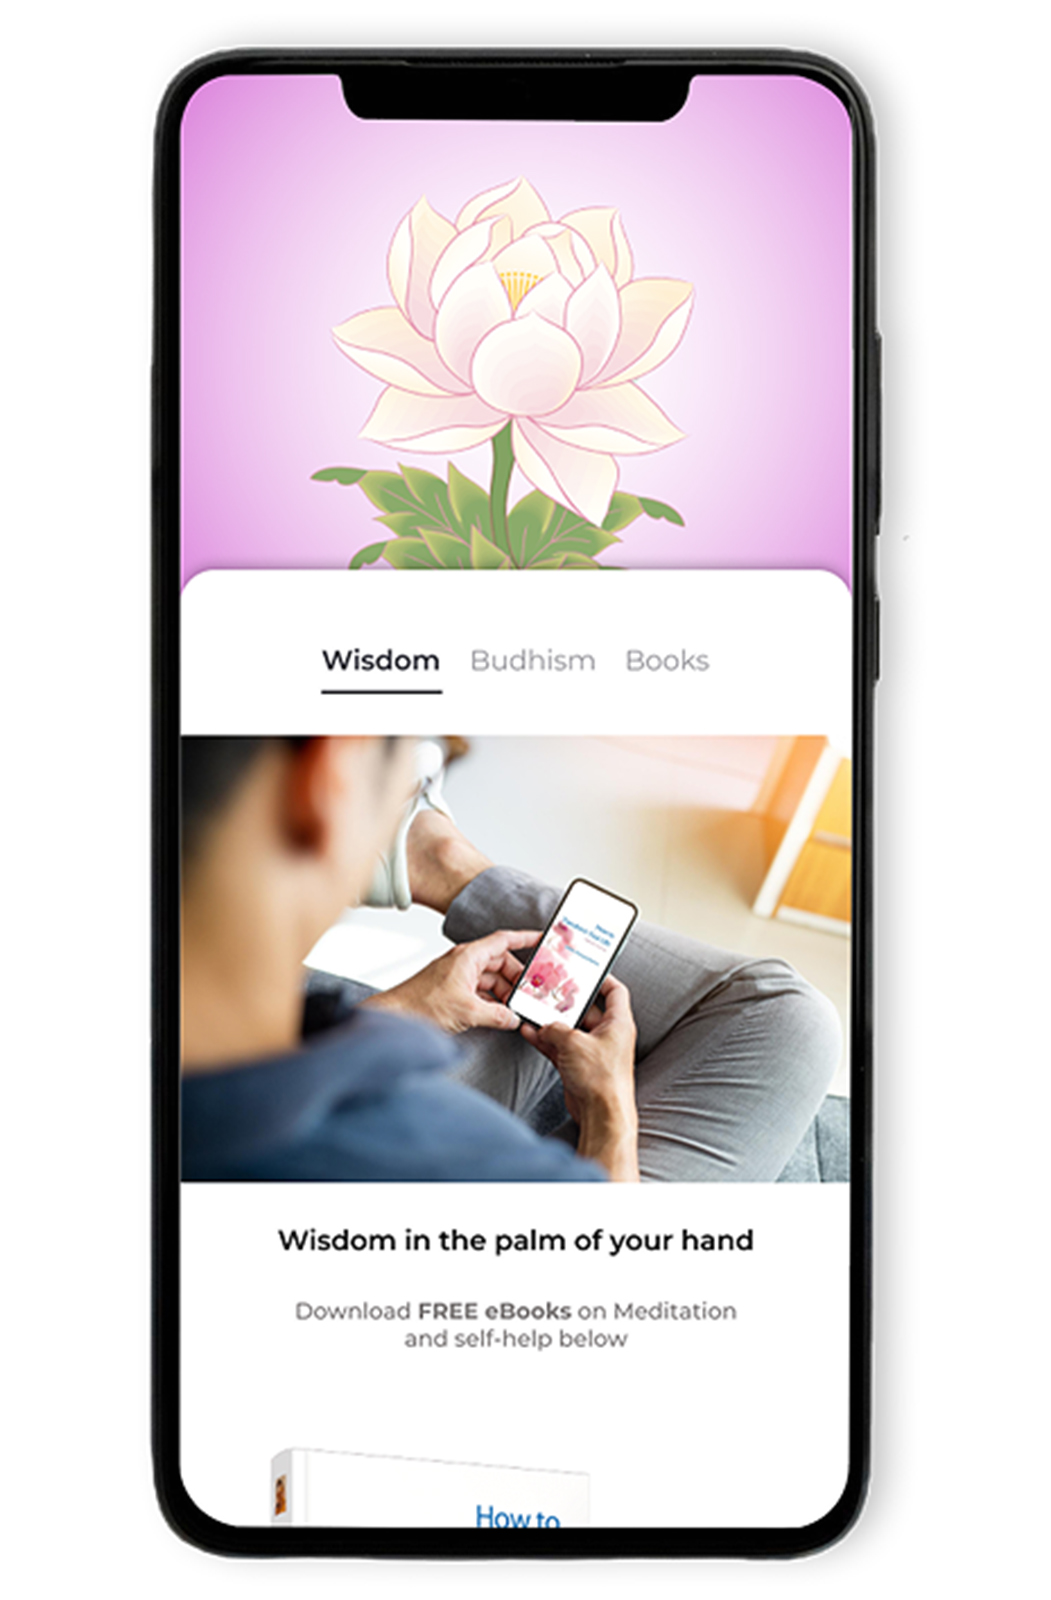 Wisdom Budhism Books
Wisdom in the palm of your hand
Download FREE eBooks on Meditation
and self-help below
How to